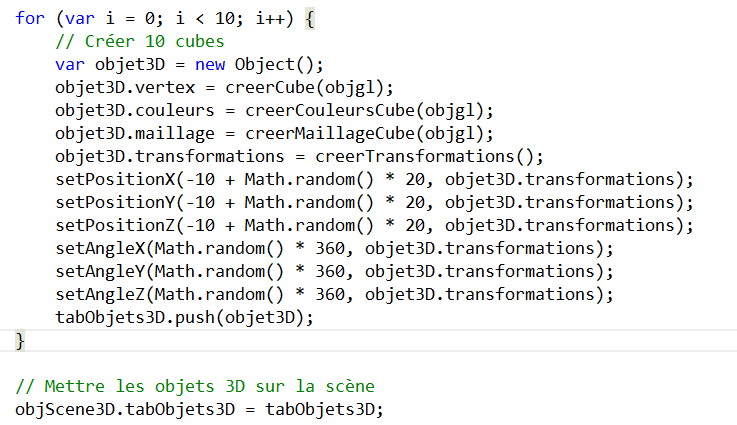 for (var i = 0; i < 10; i++) {
    // Créer 10 cubes
    var objet3D = new Object();
    objet3D.vertex = creerCube(objgl);
    objet3D.couleurs = creerCouleursCube(objgl);
    objet3D.maillage = creerMaillageCube(objgl);
    objet3D.transformations = creerTransformations();
    setPositionX(-10 + Math.random() * 20, objet3D.transformations);
    setPositionY(-10 + Math.random() * 20, objet3D.transformations);
    setPositionZ(-10 + Math.random() * 20, objet3D.transformations);
    setAngleX(Math.random() * 360, objet3D.transformations);
    setAngleY(Math.random() * 360, objet3D.transformations);
    setAngleZ(Math.random() * 360, objet3D.transformations);
    tabObjets3D.push(objet3D);
}

// Mettre les objets 3D sur la scène
objScene3D.tabObjets3D = tabObjets3D;